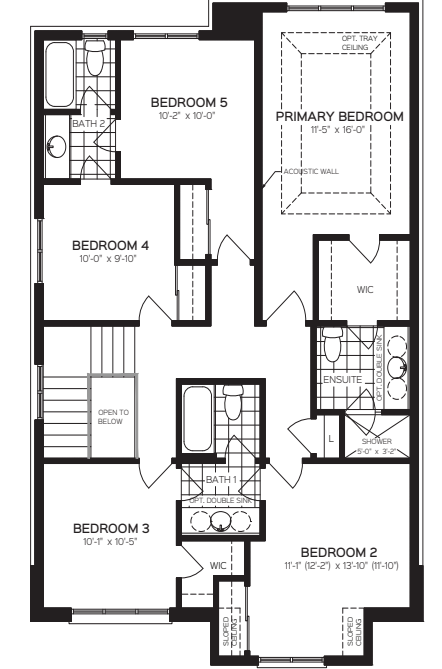 OPT. TRAY
CEILING
BEDROOM 5
10'-2" x 10'-0"
PRIMARY BEDROOM
11'-5" x 16'-0"
BATH 2
ACOUSTIC WALL
BEDROOM 4
10'-0" x 9'-10"
WIC
ENSUITE
OPT. DOUBLE SINK
OPEN TO
BELOW
L
SHOWER
5'-0" x 3'-2"
BATH 1
OPT. DOUBLE SINK
BEDROOM 3
10'-1" x 10'-5"
WIC
BEDROOM 2
11'-1" (12'-2") x 13'-10" (11'-10")
SLOPED
CEILING
SLOPED
CEILING